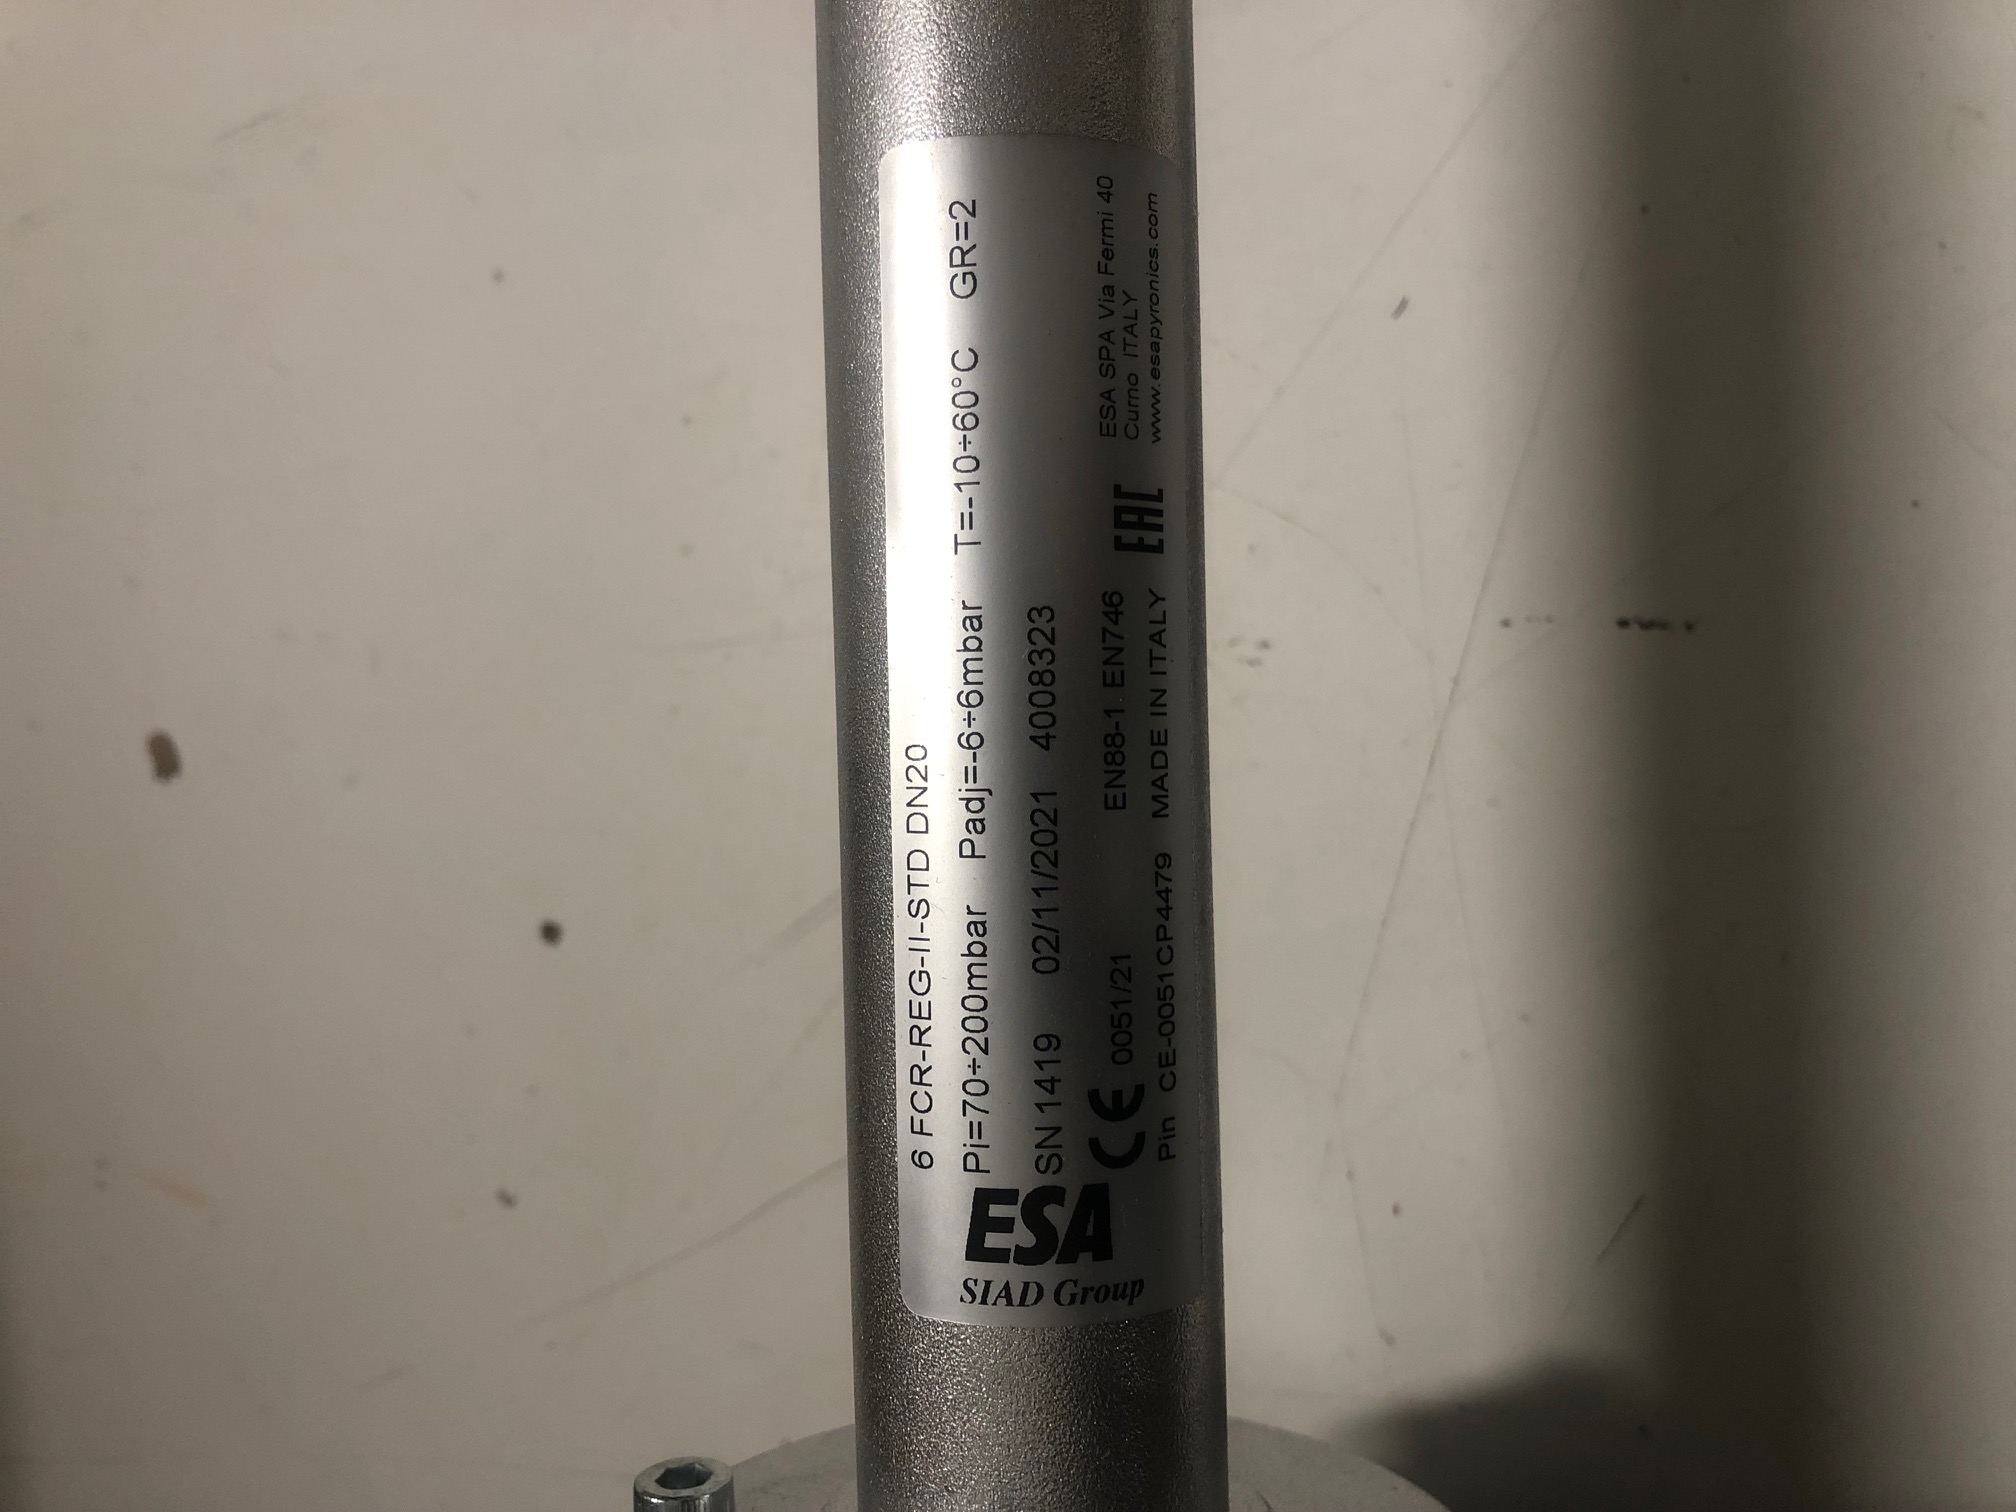 6 FCR-REG-II-STD DN20
Pi=70÷200mbar Padj=-6÷6mbar T=-10÷60°C GR=2
SN 1419 02/11/2021 4008323
CE 0051/21 EN88-1 EN746 EAC
Pin CE-0051CP4479 MADE IN ITALY
ESA SPA Via Fermi 40
Curno ITALY
www.esapyronics.com
ESA
SIAD Group